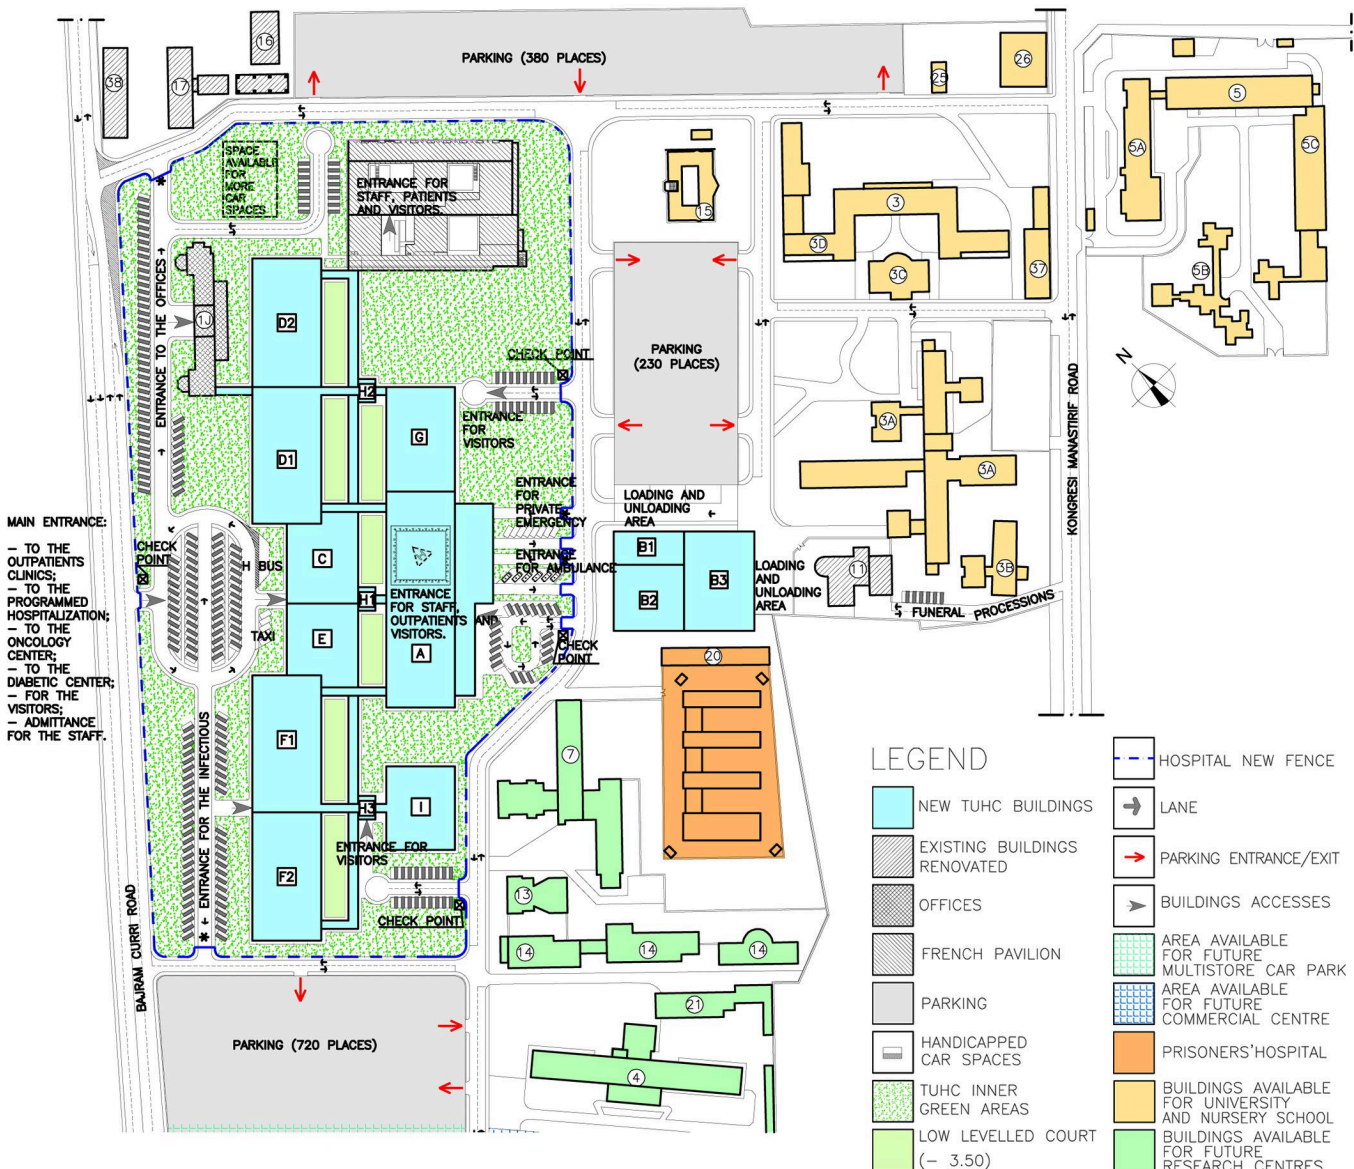 38
17
16
PARKING (380 PLACES)
25
26
5
5A
5C
5B
SPACE
AVAILABLE
FOR
MORE
CAR
SPACES
ENTRANCE FOR
STAFF, PATIENTS
AND VISITORS.
15
3
3D
3C
37
ENTRANCE TO THE OFFICES
1J
D2
H2
D1
G
CHECK POINT
ENTRANCE
FOR
VISITORS
PARKING
(230 PLACES)
N
KONGRESI MANASTIRIF ROAD
3A
3A
3B
11
FUNERAL PROCESSIONS
ENTRANCE
FOR
PRIVATE
EMERGENCY
ENTRANCE
FOR AMBULANCE
LOADING AND
UNLOADING
AREA
B1
B2
B3
LOADING
AND
UNLOADING
AREA
MAIN ENTRANCE:
– TO THE
OUTPATIENTS
CLINICS;
– TO THE
PROGRAMMED
HOSPITALIZATION;
– TO THE
ONCOLOGY
CENTER;
– TO THE
DIABETIC CENTER;
– FOR THE
VISITORS;
– ADMITTANCE
FOR THE STAFF.
CHECK
POINT
H BUS
TAXI
C
H1
E
ENTRANCE
FOR STAFF,
OUTPATIENTS AND
VISITORS.
A
CHECK
POINT
20
F1
H3
I
F2
ENTRANCE FOR
VISITORS
CHECK POINT
ENTRANCE FOR THE INFECTIOUS
BAJRAM CURRI ROAD
7
13
14
14
14
21
4
PARKING (720 PLACES)
LEGEND
NEW TUHC BUILDINGS
EXISTING BUILDINGS
RENOVATED
OFFICES
FRENCH PAVILION
PARKING
HANDICAPPED
CAR SPACES
TUHC INNER
GREEN AREAS
LOW LEVELLED COURT
(– 3.50)
HOSPITAL NEW FENCE
LANE
PARKING ENTRANCE/EXIT
BUILDINGS ACCESSES
AREA AVAILABLE
FOR FUTURE
MULTISTORE CAR PARK
AREA AVAILABLE
FOR FUTURE
COMMERCIAL CENTRE
PRISONERS'HOSPITAL
BUILDINGS AVAILABLE
FOR UNIVERSITY
AND NURSERY SCHOOL
BUILDINGS AVAILABLE
FOR FUTURE
RESEARCH CENTRES